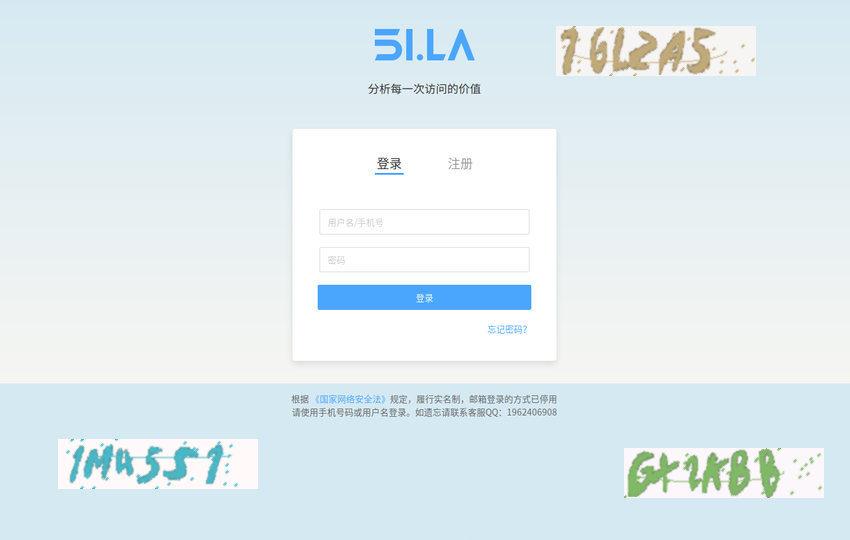 51.LA
16L2A5
分析每一次访问的价值
登录
注册
用户名/手机号
密码
登录
忘记密码?
根据《国家网络安全法》规定，履行实名制，邮箱登录的方式已停用
请使用手机号码或用户名登录。如遗忘请联系客服QQ：1962406908